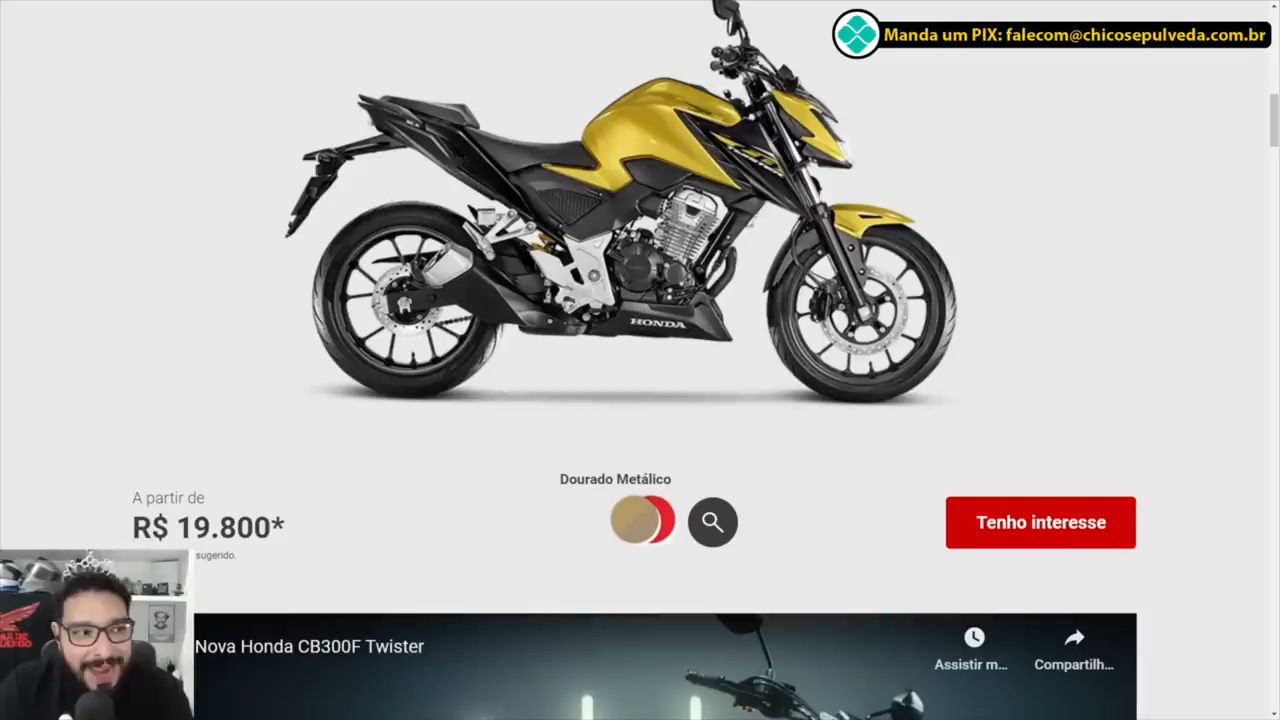 Manda um PIX: falecom@chicosepulveda.com.br
HONDA
Dourado Metálico
A partir de
R$ 19.800*
sugerido.
Tenho interesse
Nova Honda CB300F Twister
Assistir m...
Compartilh...